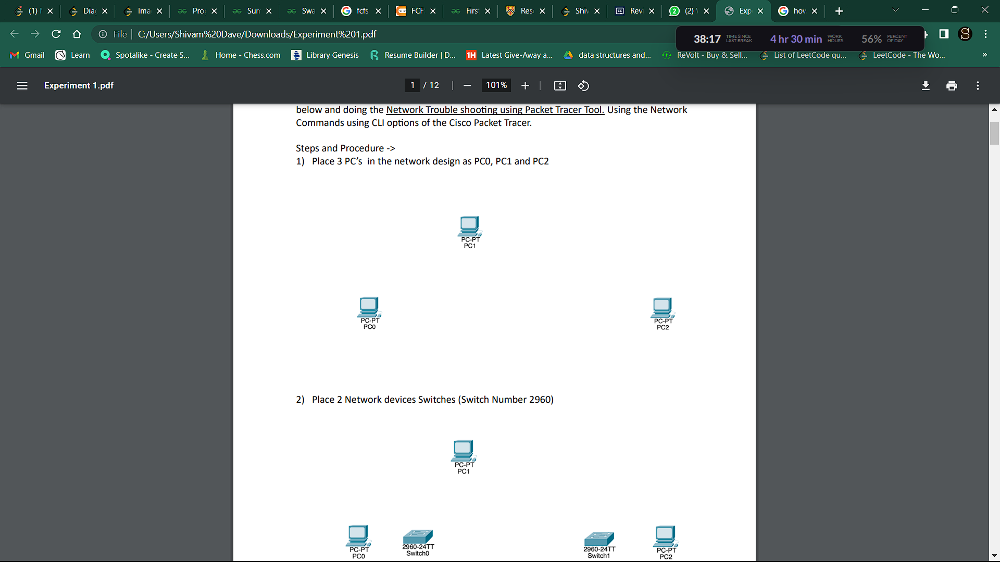 (1)
Dia
Ima
Pro
Sun
Swa
fcfs
FCF
First
Res
Shiv
Rev
(2)
Exp
how
File
C:/Users/Shivam%20Dave/Downloads/Experiment%201.pdf
38:17 TIME SINCE LAST BREAK
4 hr 30 min WORK HOURS
56% PERCENT OF DAY
S
Gmail
Learn
Spotalike - Create S...
Home - Chess.com
Library Genesis
Resume Builder | D...
1H
Latest Give-Away a...
data structures and...
ReVolt - Buy & Sell...
List of LeetCode qu...
LeetCode - The Wo...
»
Experiment 1.pdf
1 / 12
101%
below and doing the Network Trouble shooting using Packet Tracer Tool. Using the Network
Commands using CLI options of the Cisco Packet Tracer.
Steps and Procedure ->
1) Place 3 PC’s in the network design as PC0, PC1 and PC2
PC-PT
PC1
PC-PT
PC0
PC-PT
PC2
2) Place 2 Network devices Switches (Switch Number 2960)
PC-PT
PC1
PC-PT
PC0
2960-24TT
Switch0
2960-24TT
Switch1
PC-PT
PC2